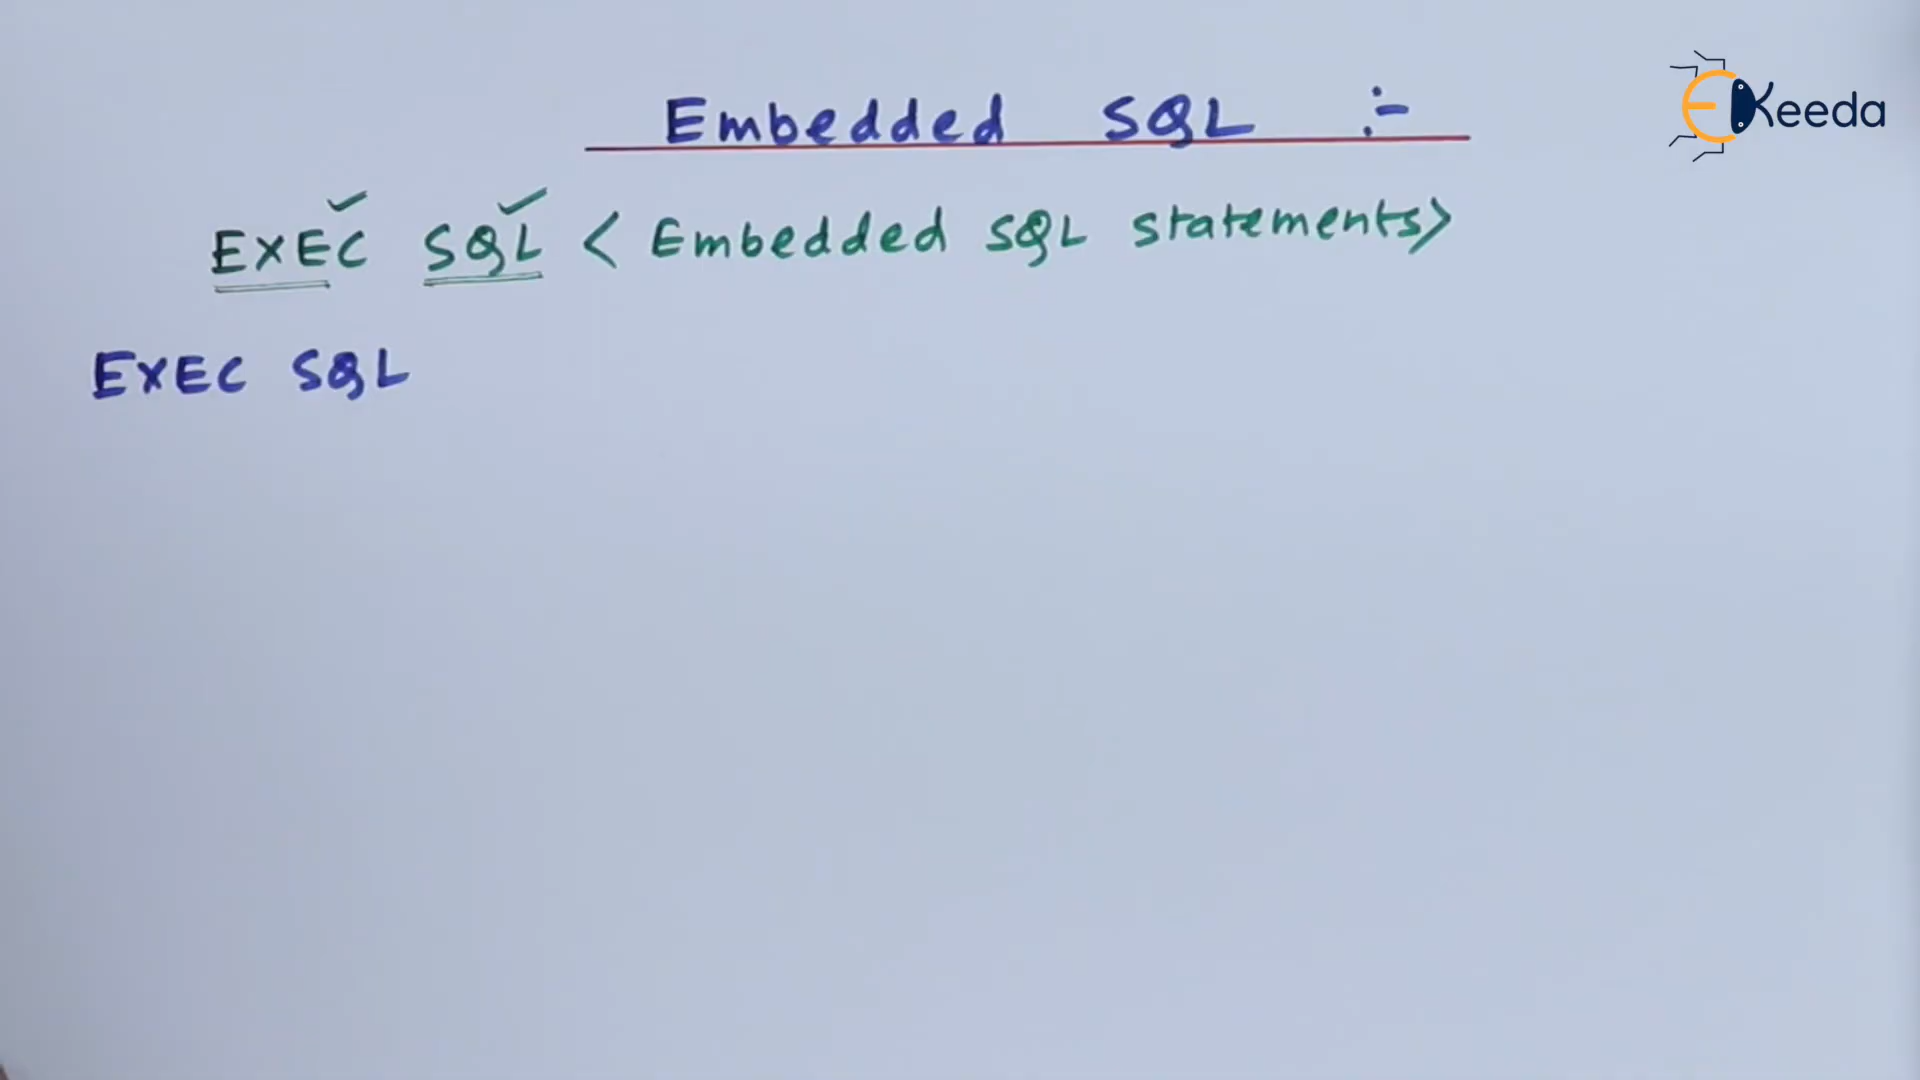 Embedded SQL :-
EKeeda
EXEC SQL < Embedded SQL statements>
EXEC SQL